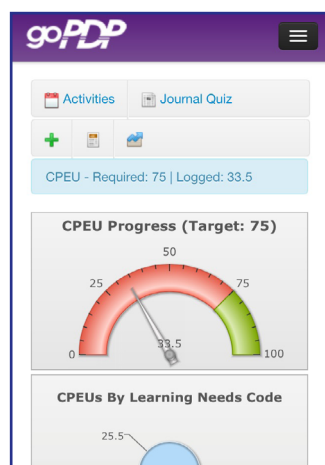 goPDP
Activities Journal Quiz
CPEU - Required: 75 | Logged: 33.5
CPEU Progress (Target: 75)
50
25 75
33.5
0 100
CPEUs By Learning Needs Code
25.5